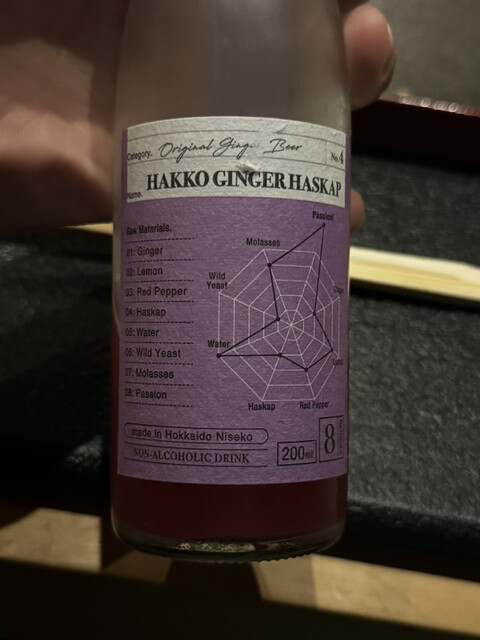 Category. Original Ginger Beer No.4
Name. HAKKO GINGER HASKAP
Raw Materials.
01: Ginger
02: Lemon
03: Red Pepper
04: Haskap
05: Water
06: Wild Yeast
07: Molasses
08: Passion
Passion
Molasses
Wild
Yeast
Ginger
Water
Lemon
Haskap
Red Pepper
made in Hokkaido Niseko
NON-ALCOHOLIC DRINK
200ml
8